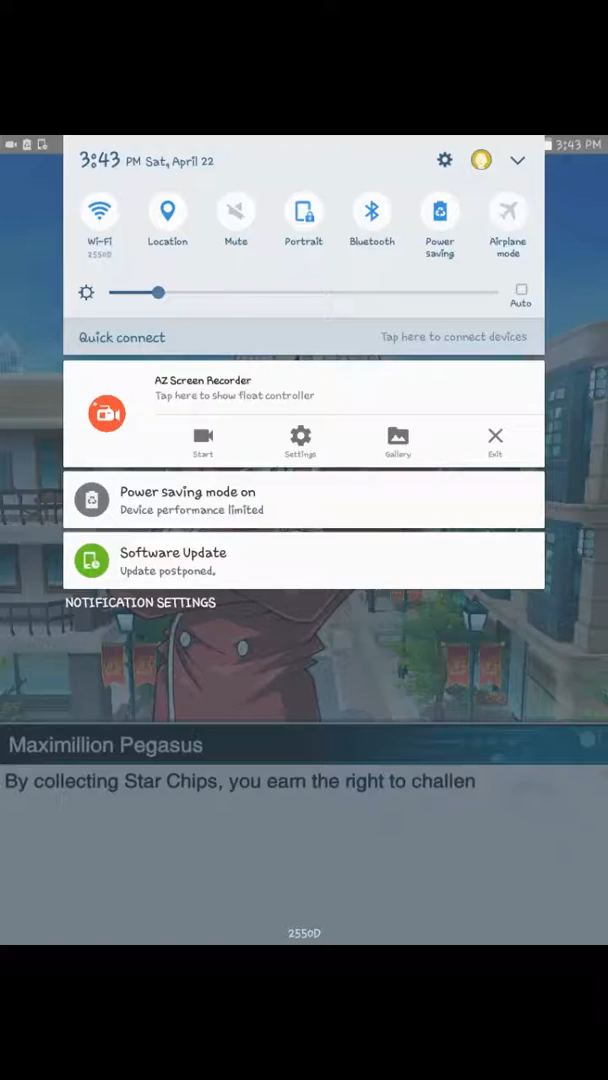 3:43 PM
3:43 PM Sat, April 22
Wi-Fi
2550D
Location
Mute
Portrait
Bluetooth
Power
saving
Airplane
mode
Auto
Quick connect
Tap here to connect devices
AZ Screen Recorder
Tap here to show float controller
Start
Settings
Gallery
Exit
Power saving mode on
Device performance limited
Software Update
Update postponed.
NOTIFICATION SETTINGS
Maximillion Pegasus
By collecting Star Chips, you earn the right to challen
2550D